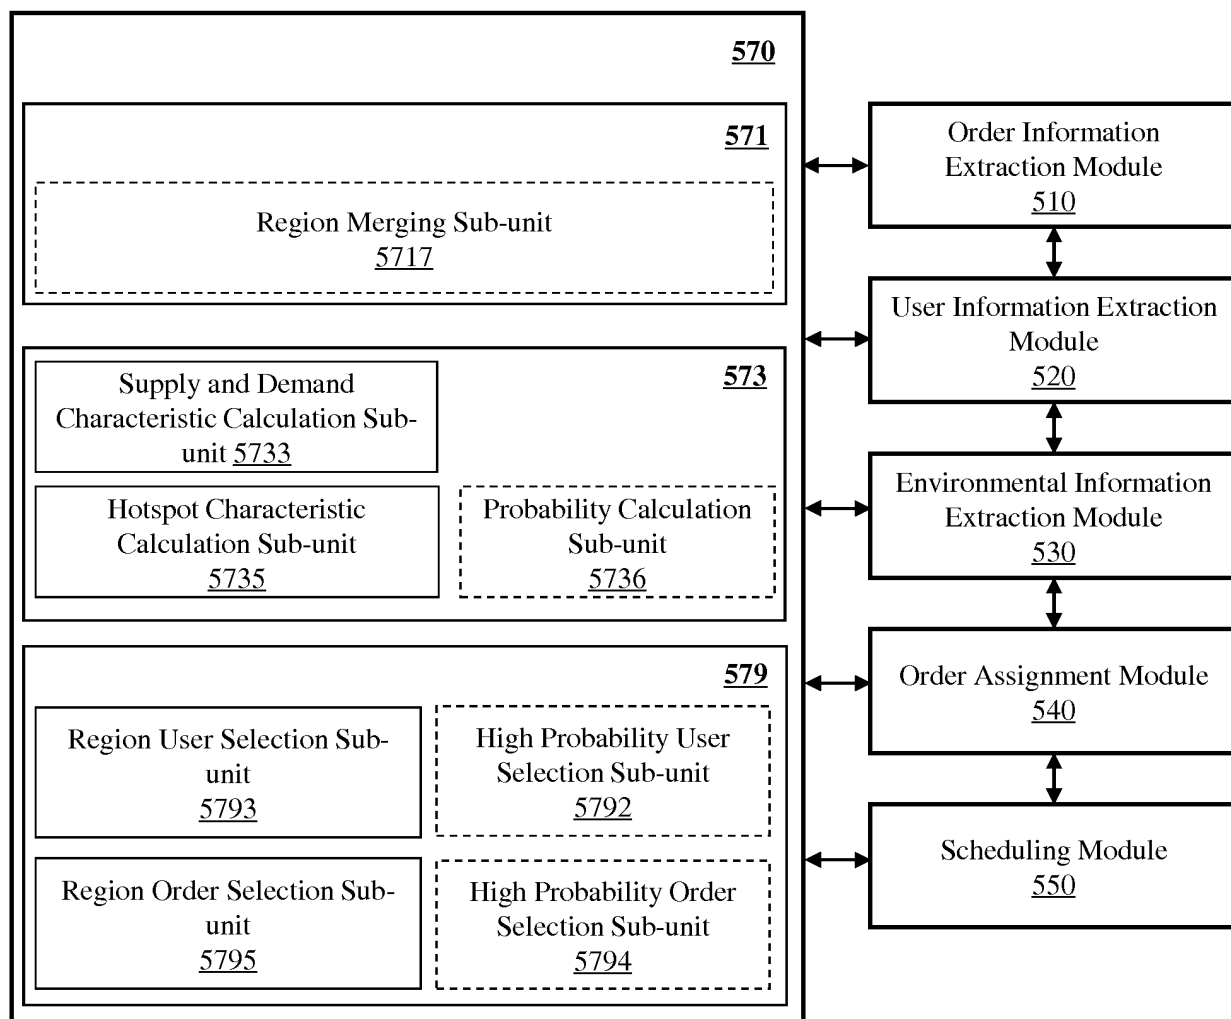 570
571
Region Merging Sub-unit
5717
573
Supply and Demand
Characteristic Calculation Sub-
unit 5733
Hotspot Characteristic
Calculation Sub-unit
5735
Probability Calculation
Sub-unit
5736
579
Region User Selection Sub-
unit
5793
High Probability User
Selection Sub-unit
5792
Region Order Selection Sub-
unit
5795
High Probability Order
Selection Sub-unit
5794
Order Information
Extraction Module
510
User Information Extraction
Module
520
Environmental Information
Extraction Module
530
Order Assignment Module
540
Scheduling Module
550